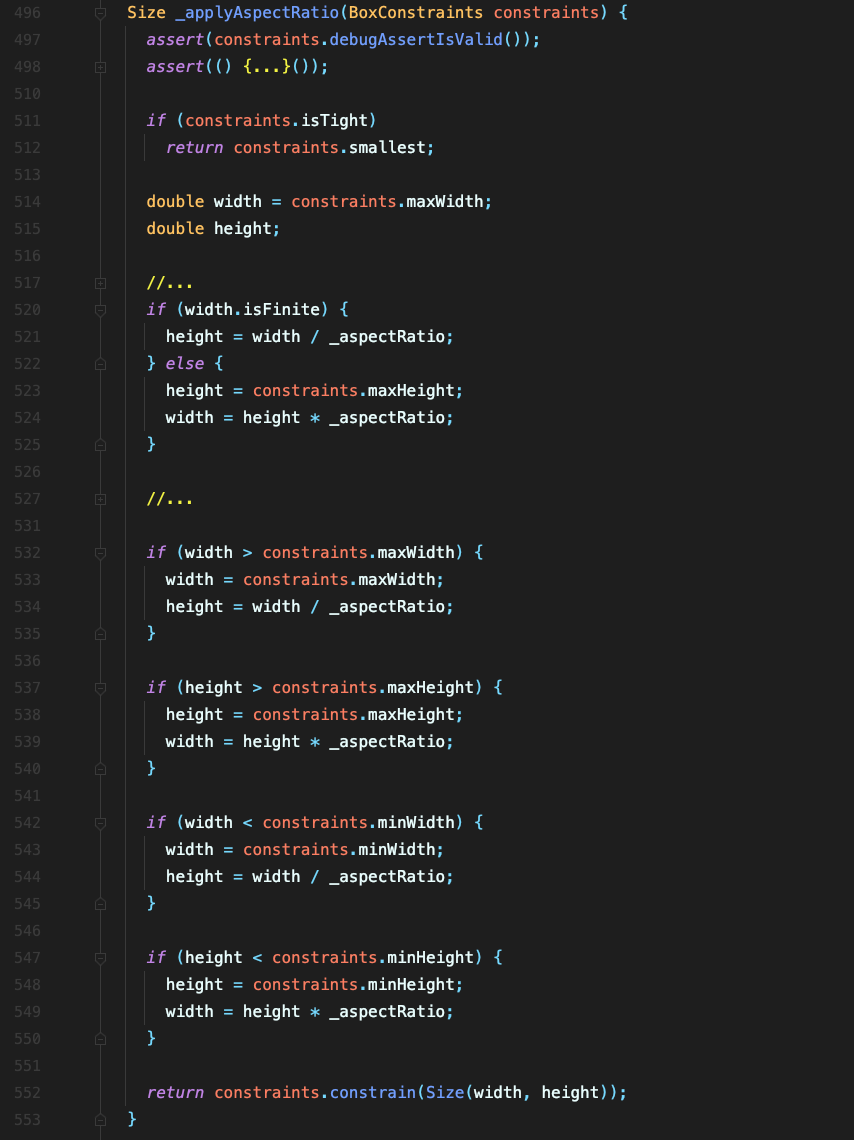 496 Size _applyAspectRatio(BoxConstraints constraints) {
497 assert(constraints.debugAssertIsValid());
498 assert(() {...}());
510
511 if (constraints.isTight)
512 return constraints.smallest;
513
514 double width = constraints.maxWidth;
515 double height;
516
517 //...
520 if (width.isFinite) {
521 height = width / _aspectRatio;
522 } else {
523 height = constraints.maxHeight;
524 width = height * _aspectRatio;
525 }
526
527 //...
531
532 if (width > constraints.maxWidth) {
533 width = constraints.maxWidth;
534 height = width / _aspectRatio;
535 }
536
537 if (height > constraints.maxHeight) {
538 height = constraints.maxHeight;
539 width = height * _aspectRatio;
540 }
541
542 if (width < constraints.minWidth) {
543 width = constraints.minWidth;
544 height = width / _aspectRatio;
545 }
546
547 if (height < constraints.minHeight) {
548 height = constraints.minHeight;
549 width = height * _aspectRatio;
550 }
551
552 return constraints.constrain(Size(width, height));
553 }